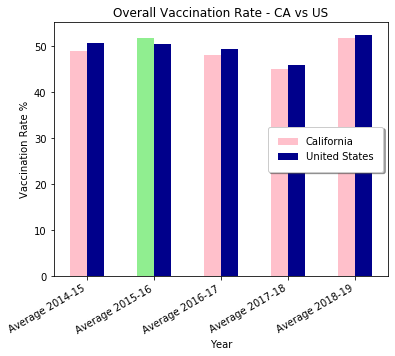 Overall Vaccination Rate - CA vs US
Vaccination Rate %
50
40
30
20
10
0
California
United States
Average 2014-15
Average 2015-16
Average 2016-17
Average 2017-18
Average 2018-19
Year